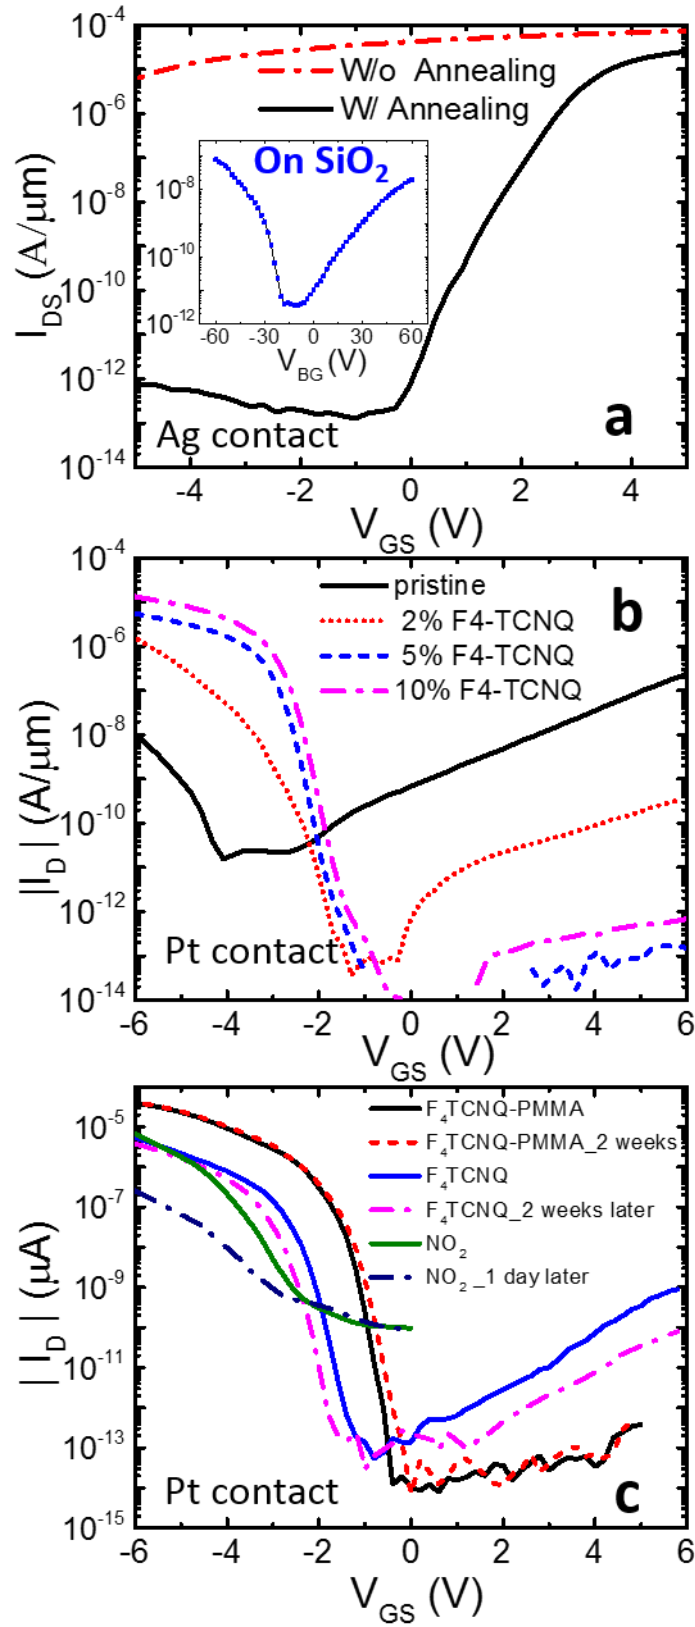 10⁻⁴
10⁻⁶
10⁻⁸
10⁻¹⁰
10⁻¹²
10⁻¹⁴
I_DS (A/μm)
W/o Annealing
W/ Annealing
On SiO₂
10⁻⁸
10⁻¹⁰
10⁻¹²
-60 -30 0 30 60
V_BG (V)
Ag contact
a
-4 -2 0 2 4
V_GS (V)
10⁻⁴
10⁻⁶
10⁻⁸
10⁻¹⁰
10⁻¹²
10⁻¹⁴
|I_D| (A/μm)
pristine
2% F4-TCNQ
5% F4-TCNQ
10% F4-TCNQ
b
Pt contact
-6 -4 -2 0 2 4 6
V_GS (V)
10⁻⁵
10⁻⁷
10⁻⁹
10⁻¹¹
10⁻¹³
10⁻¹⁵
| I_D | (μA)
F₄TCNQ-PMMA
F₄TCNQ-PMMA_2 weeks
F₄TCNQ
F₄TCNQ_2 weeks later
NO₂
NO₂_1 day later
Pt contact
c
-6 -4 -2 0 2 4 6
V_GS (V)